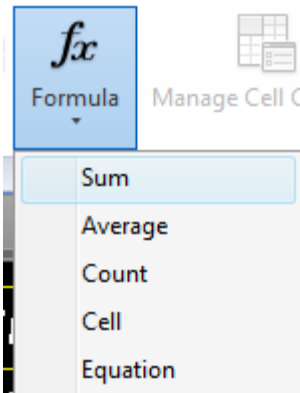 fx
Formula
Manage Cell C
Sum
Average
Count
Cell
Equation